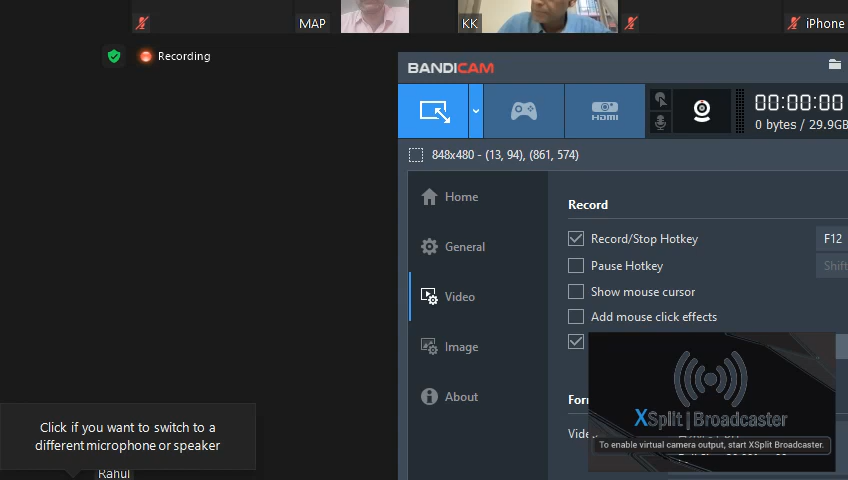 MAP
KK
iPhone
Recording
BANDICAM
HDMI
00:00:00
0 bytes / 29.9GB
848x480 - (13, 94), (861, 574)
Home
General
Video
Image
About
Record
Record/Stop Hotkey
F12
Pause Hotkey
Shift
Show mouse cursor
Add mouse click effects
XSplit|Broadcaster
To enable virtual camera output, start XSplit Broadcaster.
Click if you want to switch to a
different microphone or speaker
Rahul